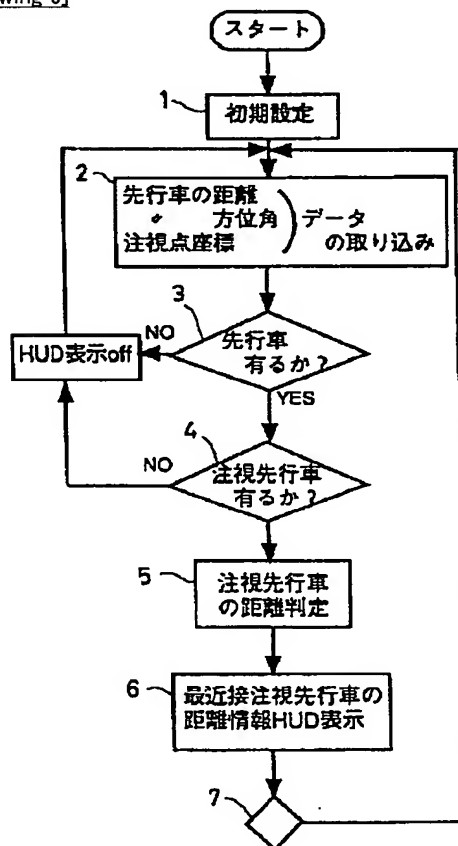 スタート
1
初期設定
2
先行車の距離
〃 方位角
注視点座標
データ
の取り込み
3
先行車
有るか?
NO
HUD表示off
YES
4
注視先行車
有るか?
NO
5
注視先行車
の距離判定
6
最近接注視先行車の
距離情報HUD表示
7